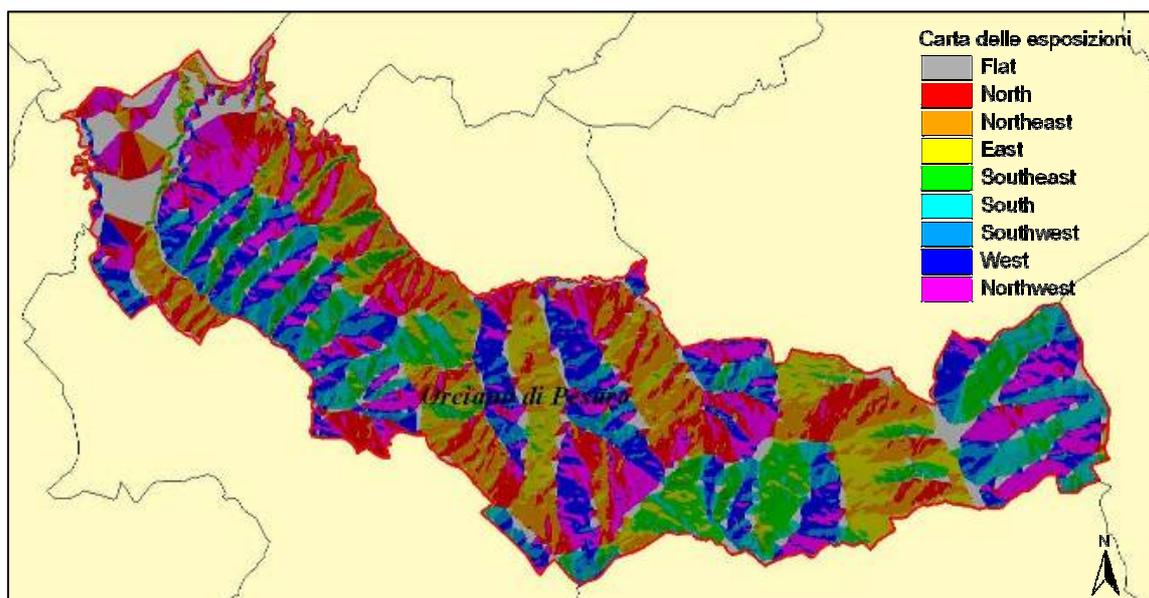 Carta delle esposizioni
Flat
North
Northeast
East
Southeast
South
Southwest
West
Northwest
Orciano di Pesaro
N